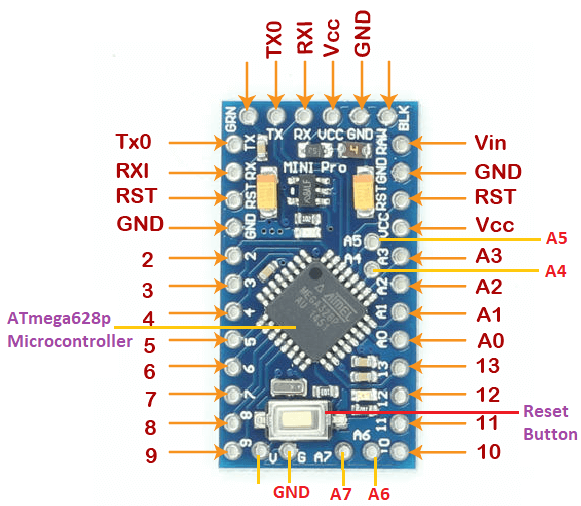 TX0
RXI
Vcc
GND
GRN
TX
RX
VCC
GND
BLK
Tx0
TX
RAW
Vin
RXI
RX
MINI Pro
GND
GND
RST
RST
RST
RST
GND
GND
VCC
Vcc
A5
A5
2
2
A4
A3
A3
A4
3
3
A2
A2
ATmega628p
Microcontroller
4
4
ATMEL
MEGA328P
A1
A1
5
5
A0
A0
6
6
13
13
7
7
12
12
8
8
11
11
Reset
Button
9
9
V
G
A7
A6
10
10
GND
A7
A6